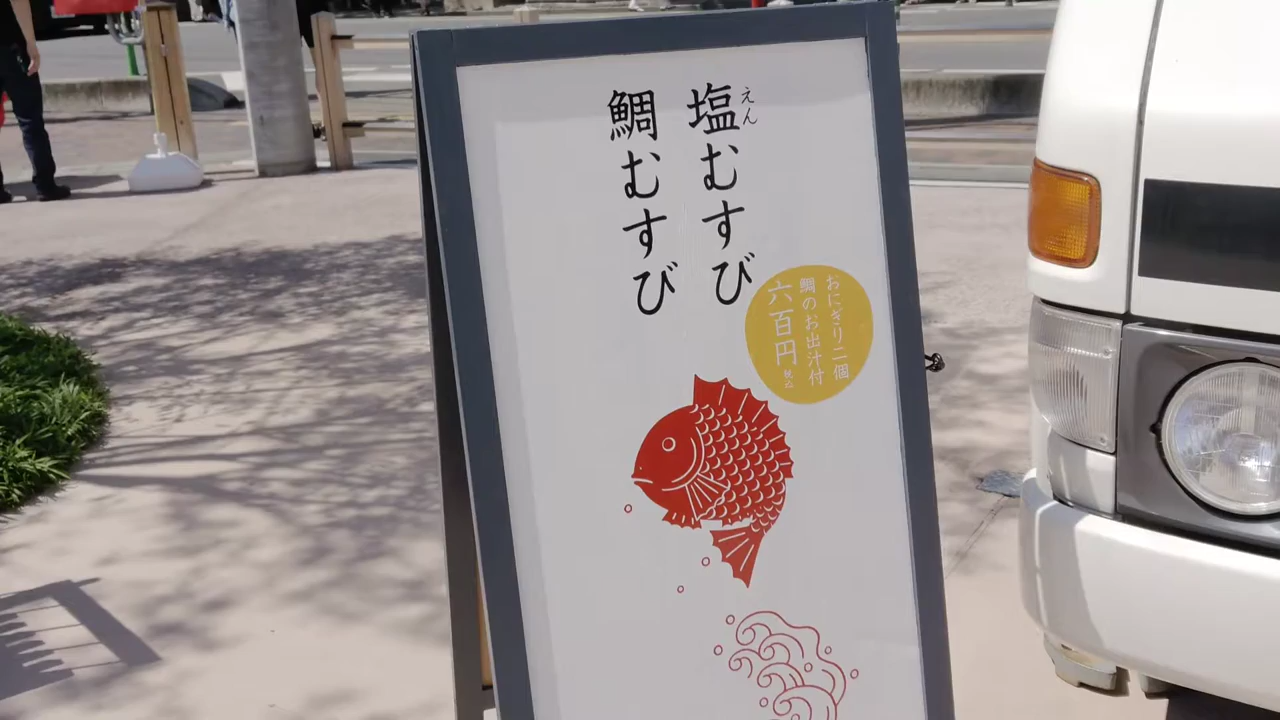 塩むすび
えん
鯛むすび
おにぎり二個
鯛のお出汁付
六百円
税込